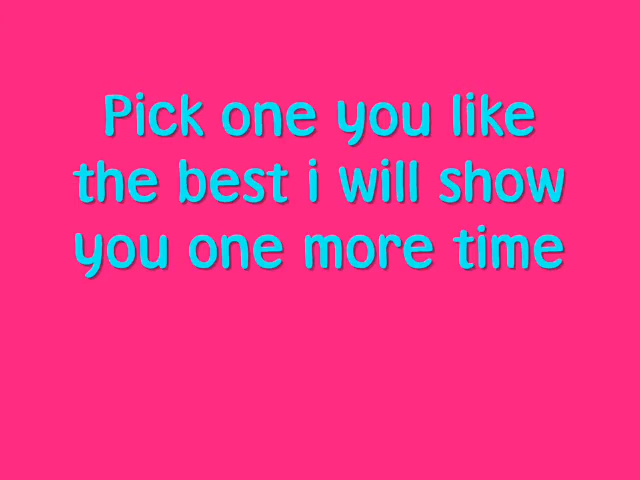 Pick one you like
the best i will show
you one more time